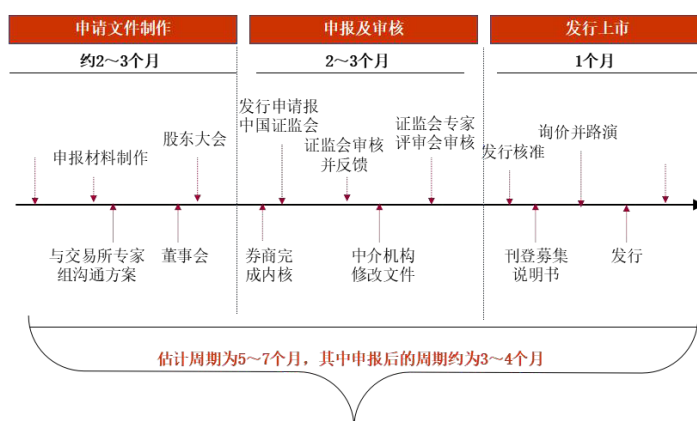 申请文件制作
申报及审核
发行上市
约2～3个月
2～3个月
1个月
申报材料制作
股东大会
发行申请报
中国证监会
证监会审核
并反馈
证监会专家
评审会审核
发行核准
询价并路演
与交易所专家
组沟通方案
董事会
券商完
成内核
中介机构
修改文件
刊登募集
说明书
发行
估计周期为5～7个月，其中申报后的周期约为3～4个月